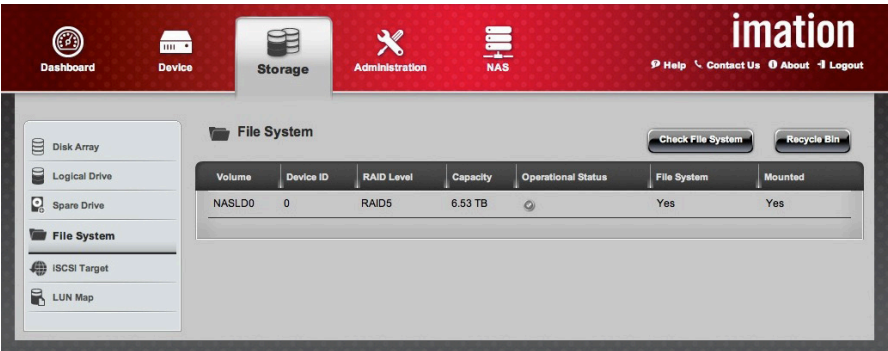 imation
Dashboard Device Storage Administration NAS
Help Contact Us About Logout
File System
Check File System Recycle Bin
Disk Array
Logical Drive
Spare Drive
File System
iSCSI Target
LUN Map
Volume Device ID RAID Level Capacity Operational Status File System Mounted
NASLD0 0 RAID5 6.53 TB Yes Yes